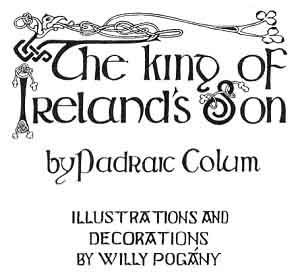 The king of
Ireland's Son
by Padraic Colum
ILLUSTRATIONS AND
DECORATIONS
BY WILLY POGÁNY